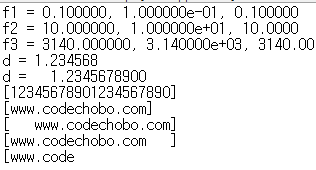 f1 = 0.100000, 1.000000e-01, 0.100000
f2 = 10.000000, 1.000000e+01, 10.0000
f3 = 3140.000000, 3.140000e+03, 3140.00
d = 1.234568
d =   1.2345678900
[12345678901234567890]
[www.codechobo.com]
[   www.codechobo.com]
[www.codechobo.com   ]
[www.code